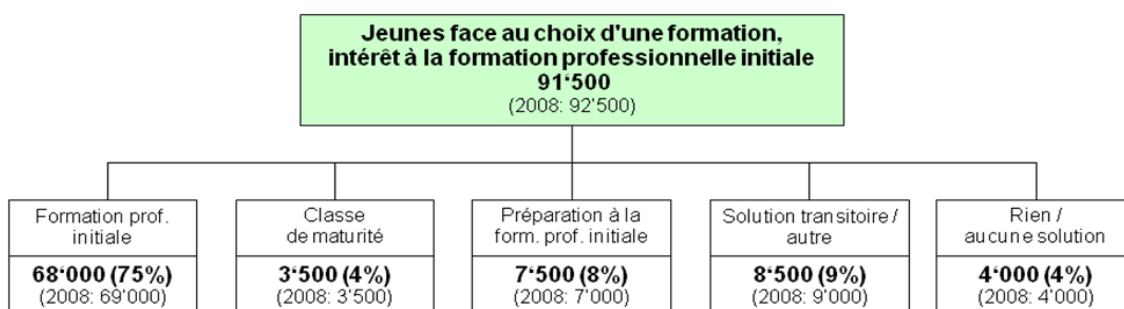 Jeunes face au choix d'une formation,
intérêt à la formation professionnelle initiale
91‘500
(2008: 92'500)
Formation prof.
initiale
68‘000 (75%)
(2008: 69'000)
Classe
de maturité
3‘500 (4%)
(2008: 3'500)
Préparation à la
form. prof. initiale
7‘500 (8%)
(2008: 7'000)
Solution transitoire /
autre
8‘500 (9%)
(2008: 9'000)
Rien /
aucune solution
4‘000 (4%)
(2008: 4'000)